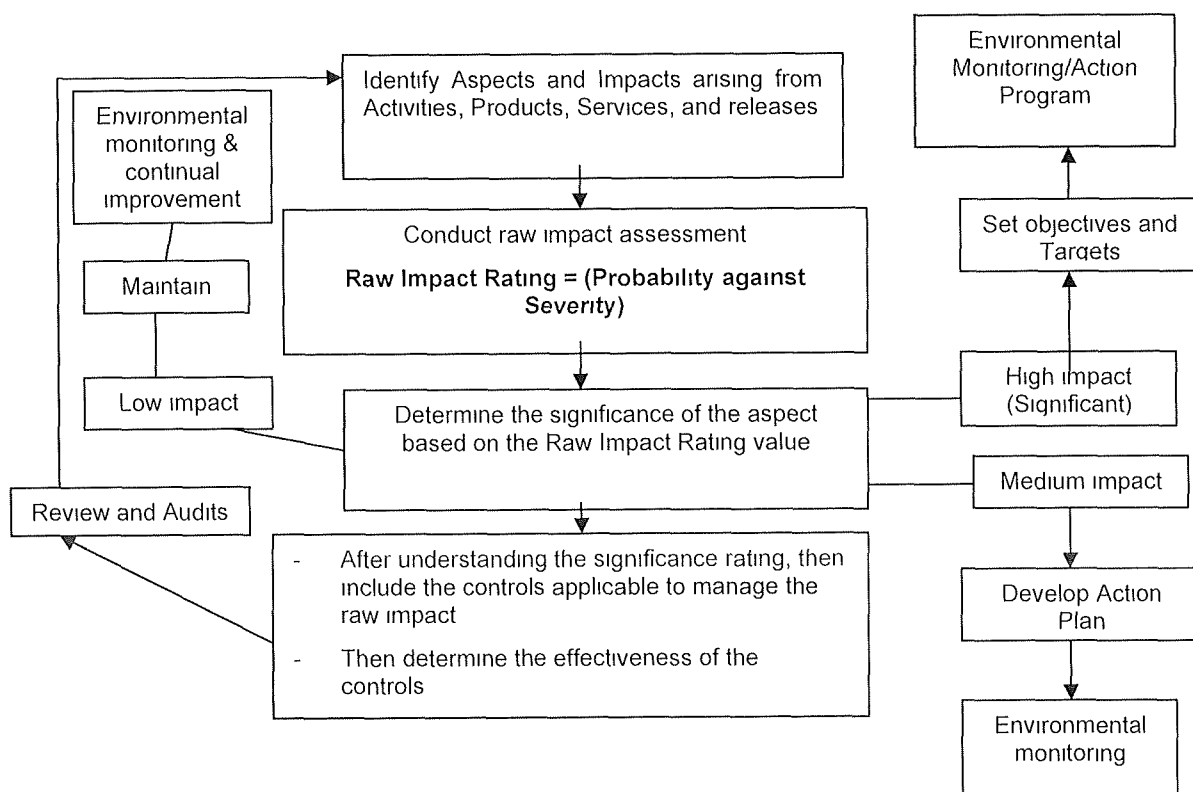 Identify Aspects and Impacts arising from
Activities, Products, Services, and releases
Environmental
Monitoring/Action
Program
Environmental
monitoring &
continual
improvement
Conduct raw impact assessment
Raw Impact Rating = (Probability against
Severity)
Set objectives and
Targets
Maintain
Low impact
Determine the significance of the aspect
based on the Raw Impact Rating value
High impact
(Significant)
Medium impact
Review and Audits
- After understanding the significance rating, then
include the controls applicable to manage the
raw impact
- Then determine the effectiveness of the
controls
Develop Action
Plan
Environmental
monitoring